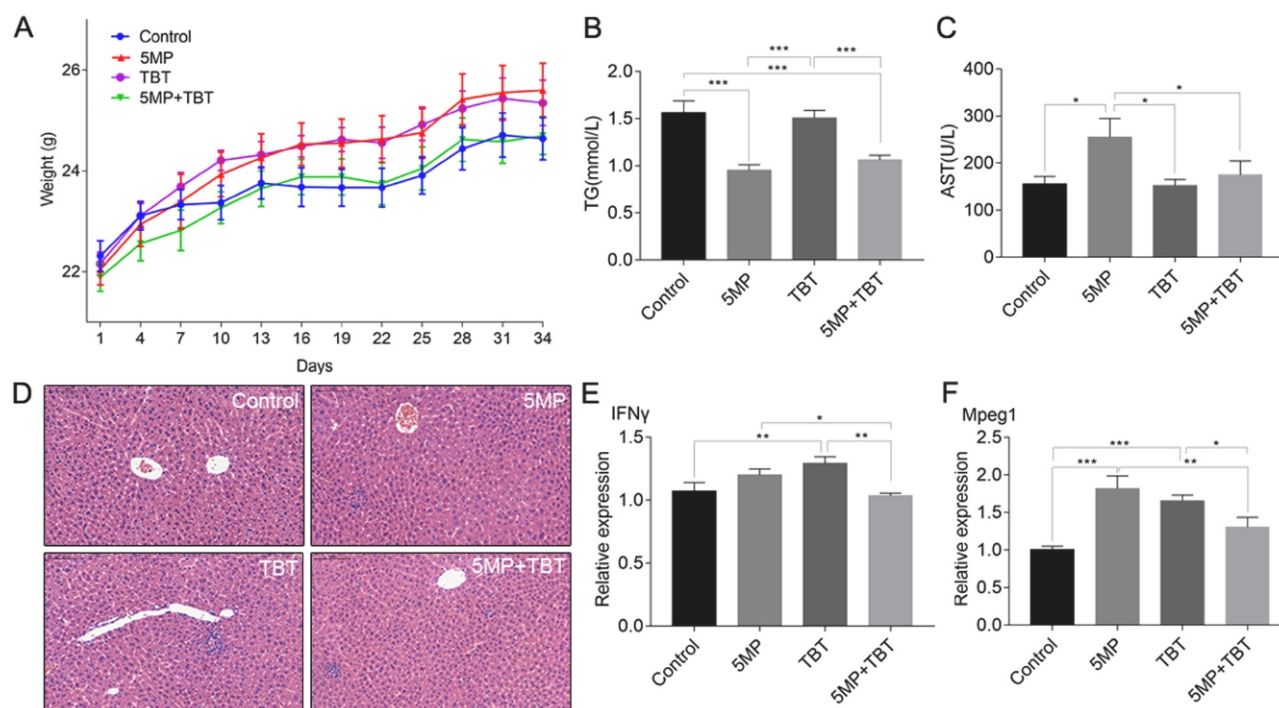 A
Control
5MP
TBT
5MP+TBT
Weight (g)
26
24
22
1 4 7 10 13 16 19 22 25 28 31 34
Days
B
*** ***
***
***
TG(mmol/L)
2.0
1.5
1.0
0.5
0.0
Control 5MP TBT 5MP+TBT
C
*
* *
AST(U/L)
400
300
200
100
0
Control 5MP TBT 5MP+TBT
D
Control
5MP
TBT
5MP+TBT
E
IFNγ
*
** **
Relative expression
1.5
1.0
0.5
0.0
Control 5MP TBT 5MP+TBT
F
Mpeg1
*** *
*** **
Relative expression
2.5
2.0
1.5
1.0
0.5
0.0
Control 5MP TBT 5MP+TBT